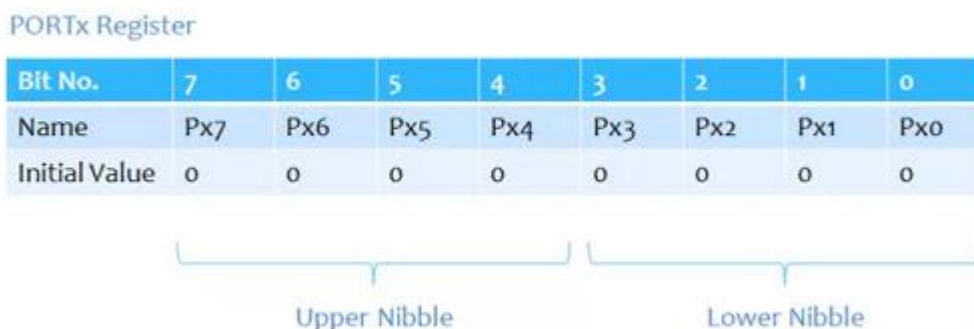 PORTx Register
Bit No. 7 6 5 4 3 2 1 0
Name Px7 Px6 Px5 Px4 Px3 Px2 Px1 Px0
Initial Value 0 0 0 0 0 0 0 0
Upper Nibble Lower Nibble